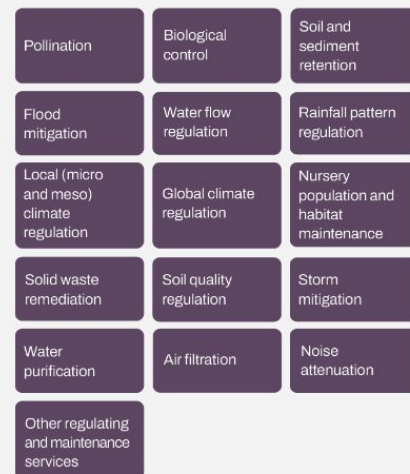 Pollination
Biological
control
Soil and
sediment
retention
Flood
mitigation
Water flow
regulation
Rainfall pattern
regulation
Local (micro
and meso)
climate
regulation
Global climate
regulation
Nursery
population and
habitat
maintenance
Solid waste
remediation
Soil quality
regulation
Storm
mitigation
Water
purification
Air filtration
Noise
attenuation
Other regulating
and maintenance
services